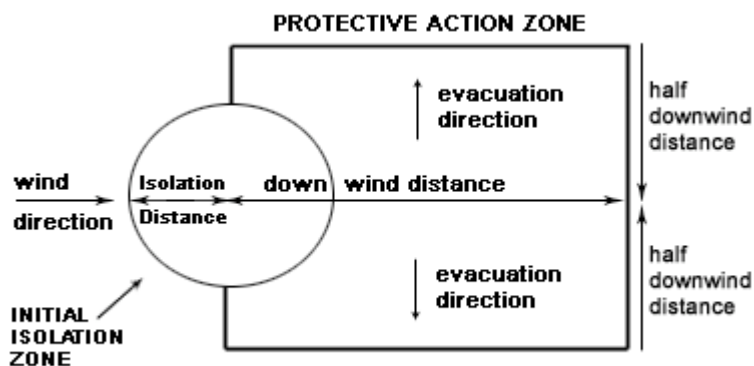 PROTECTIVE ACTION ZONE
evacuation
direction
half
downwind
distance
wind
direction
Isolation
Distance
down wind distance
evacuation
direction
half
downwind
distance
INITIAL
ISOLATION
ZONE